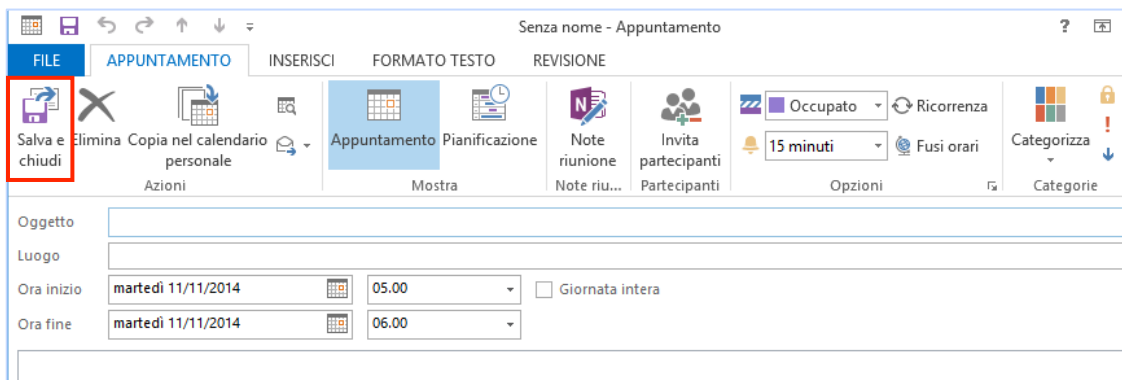 Senza nome - Appuntamento ?
FILE APPUNTAMENTO INSERISCI FORMATO TESTO REVISIONE
Salva e chiudi
Elimina
Copia nel calendario personale
Appuntamento
Pianificazione
Note riunione
Invita partecipanti
Occupato
Ricorrenza
15 minuti
Fusi orari
Categorizza
Azioni Mostra Note riu... Partecipanti Opzioni Categorie
Oggetto
Luogo
Ora inizio martedì 11/11/2014 05.00 Giornata intera
Ora fine martedì 11/11/2014 06.00